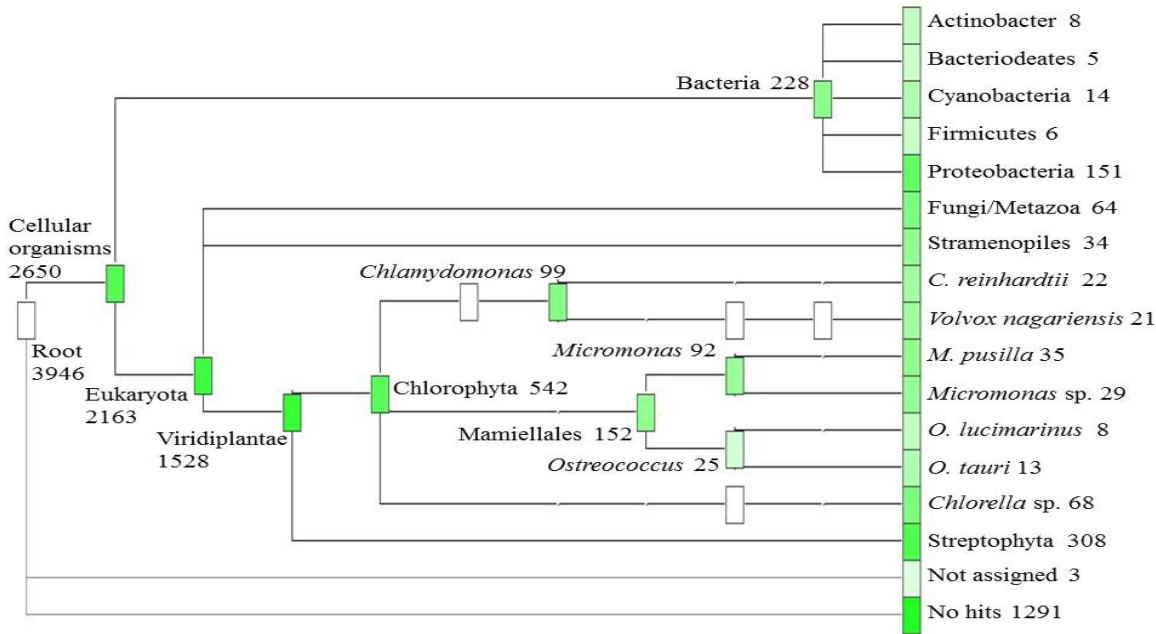 Actinobacter 8
Bacteriodeates 5
Bacteria 228
Cyanobacteria 14
Firmicutes 6
Proteobacteria 151
Fungi/Metazoa 64
Cellular
organisms
2650
Stramenopiles 34
Chlamydomonas 99
C. reinhardtii 22
Volvox nagariensis 21
Root
3946
Micromonas 92
M. pusilla 35
Eukaryota
2163
Chlorophyta 542
Micromonas sp. 29
Viridiplantae
1528
Mamiellales 152
O. lucimarinus 8
Ostreococcus 25
O. tauri 13
Chlorella sp. 68
Streptophyta 308
Not assigned 3
No hits 1291